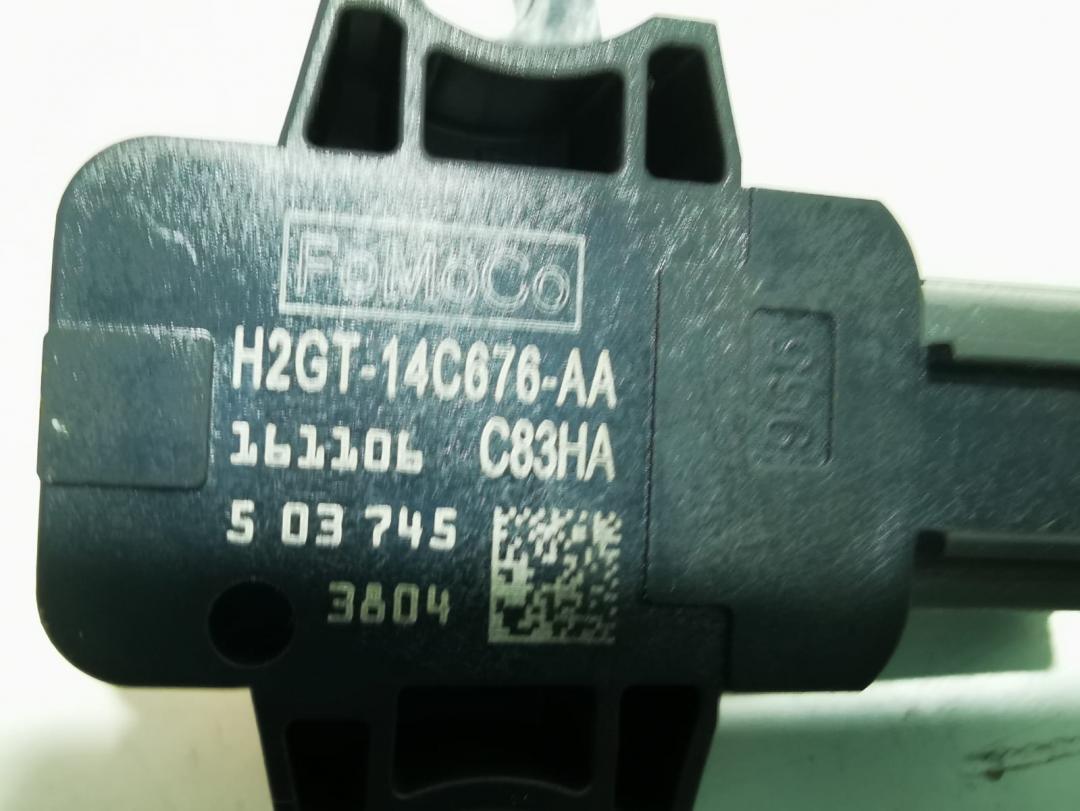 FoMoCo
H2GT-14C676-AA
161106 C83HA
5 03 745
3804